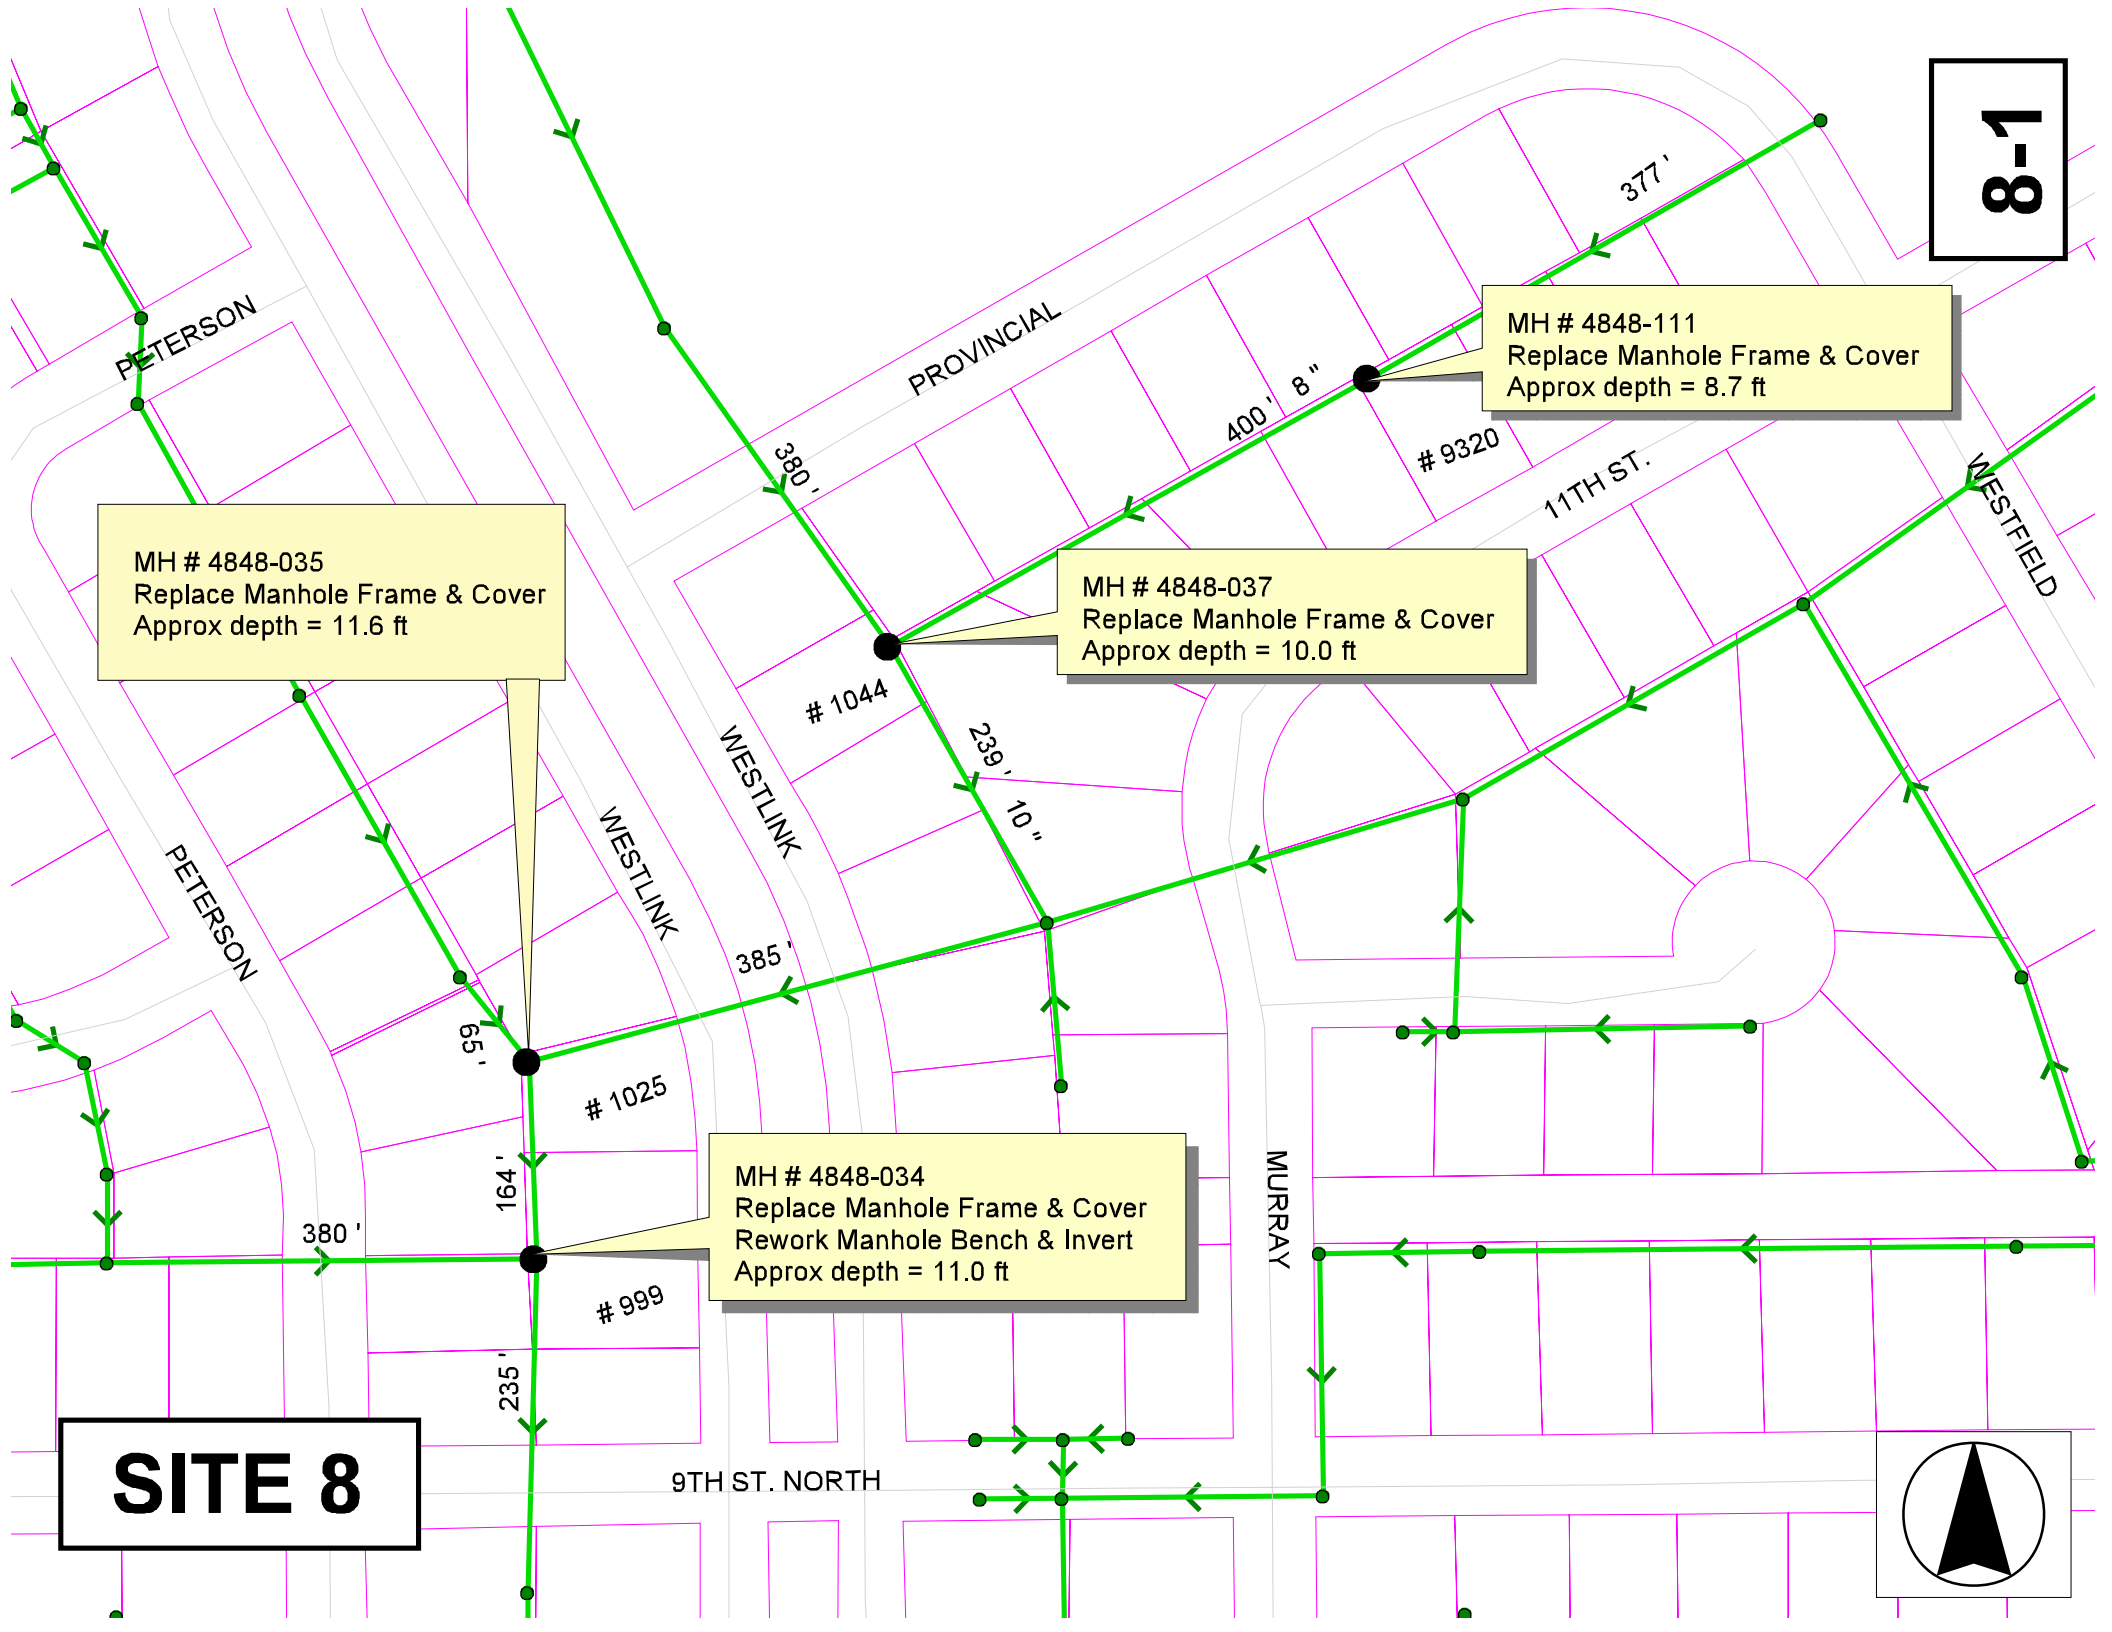 8-1
377 '
PETERSON
PROVINCIAL
MH # 4848-111
Replace Manhole Frame & Cover
Approx depth = 8.7 ft
8 "
400 '
380 '
# 9320
11TH ST.
WESTFIELD
MH # 4848-035
Replace Manhole Frame & Cover
Approx depth = 11.6 ft
MH # 4848-037
Replace Manhole Frame & Cover
Approx depth = 10.0 ft
# 1044
239 '
10 "
WESTLINK
WESTLINK
PETERSON
385 '
65 '
# 1025
164 '
MH # 4848-034
Replace Manhole Frame & Cover
Rework Manhole Bench & Invert
Approx depth = 11.0 ft
MURRAY
380 '
# 999
235 '
SITE 8
9TH ST. NORTH